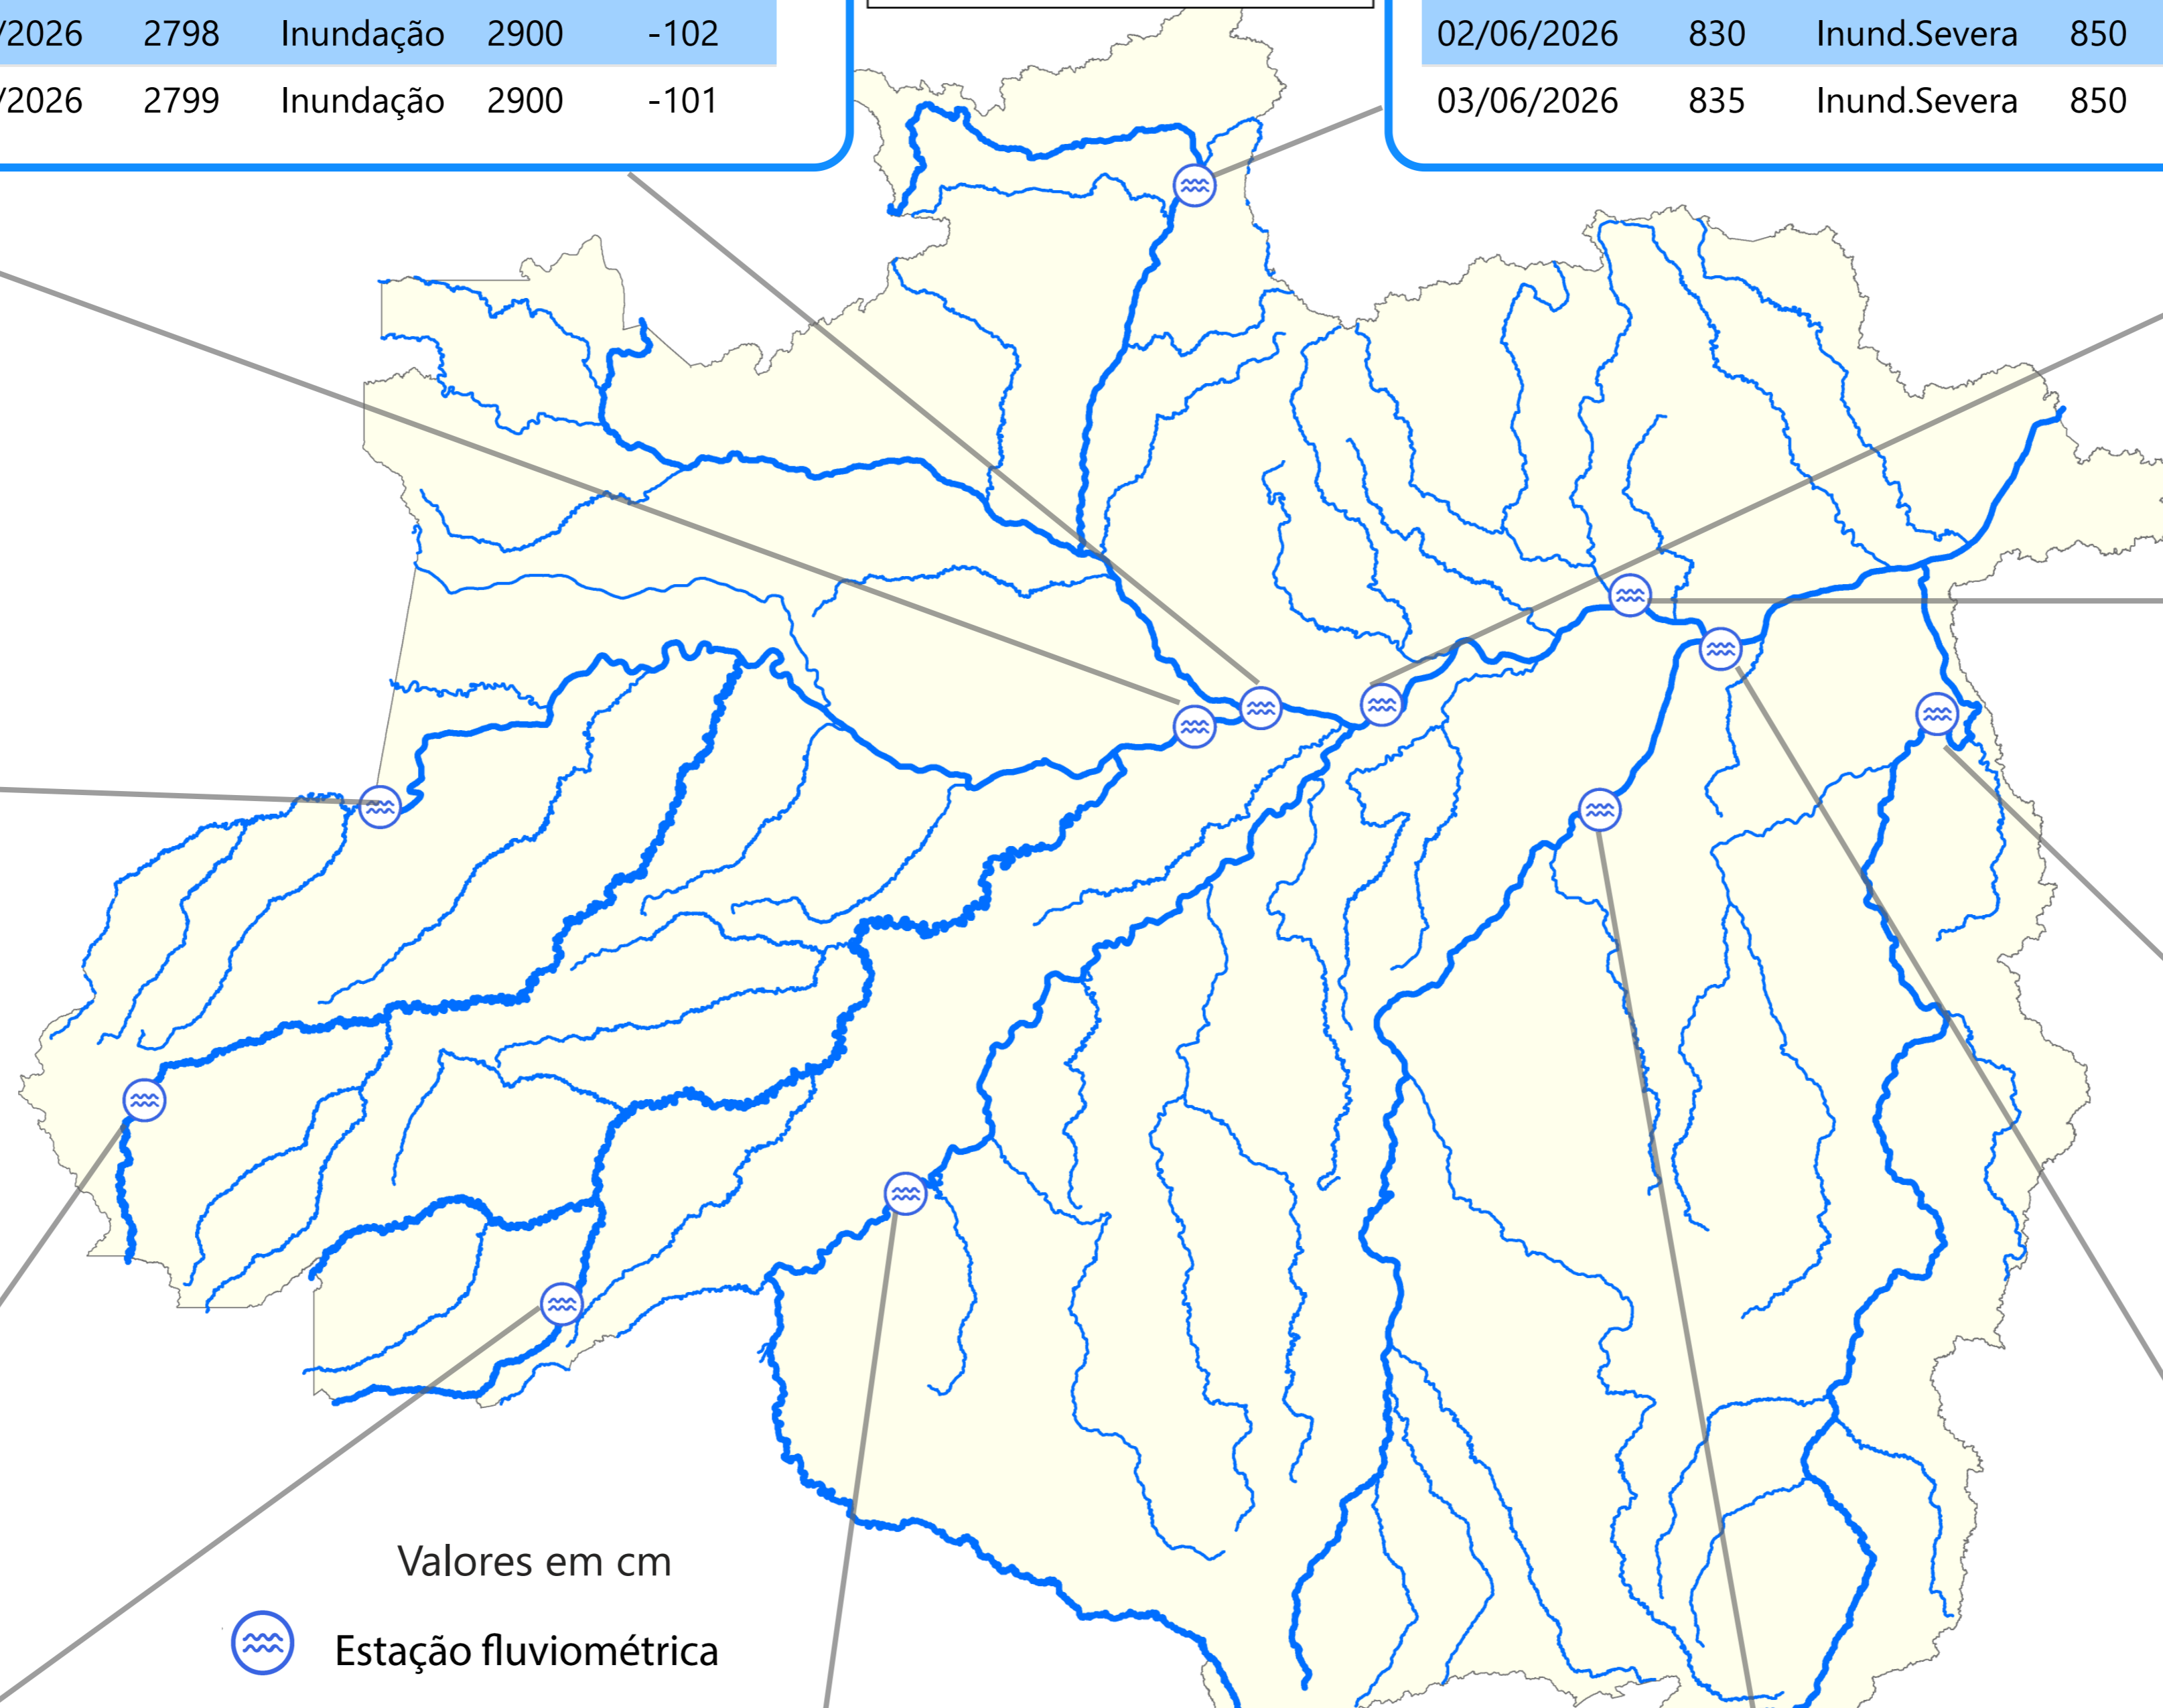 /2026 2798 Inundação 2900 -102
/2026 2799 Inundação 2900 -101
02/06/2026 830 Inund.Severa 850
03/06/2026 835 Inund.Severa 850
Valores em cm
Estação fluviométrica